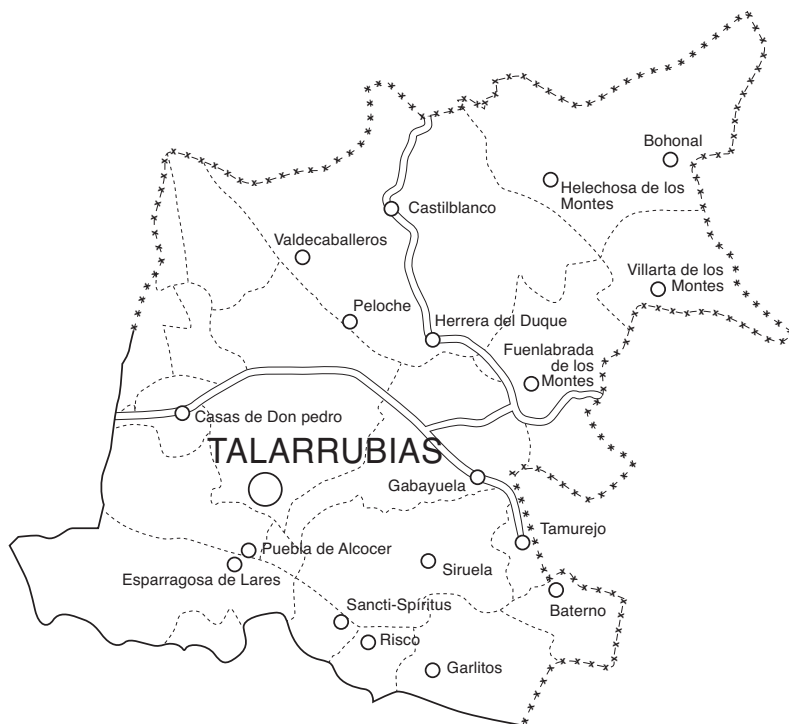 Bohonal
Helechosa de los
Montes
Castilblanco
Valdecaballeros
Villarta de los
Montes
Peloche
Herrera del Duque
Fuenlabrada
de los
Montes
Casas de Don pedro
TALARRUBIAS
Gabayuela
Tamurejo
Puebla de Alcocer
Siruela
Esparragosa de Lares
Baterno
Sancti-Spíritus
Risco
Garlitos